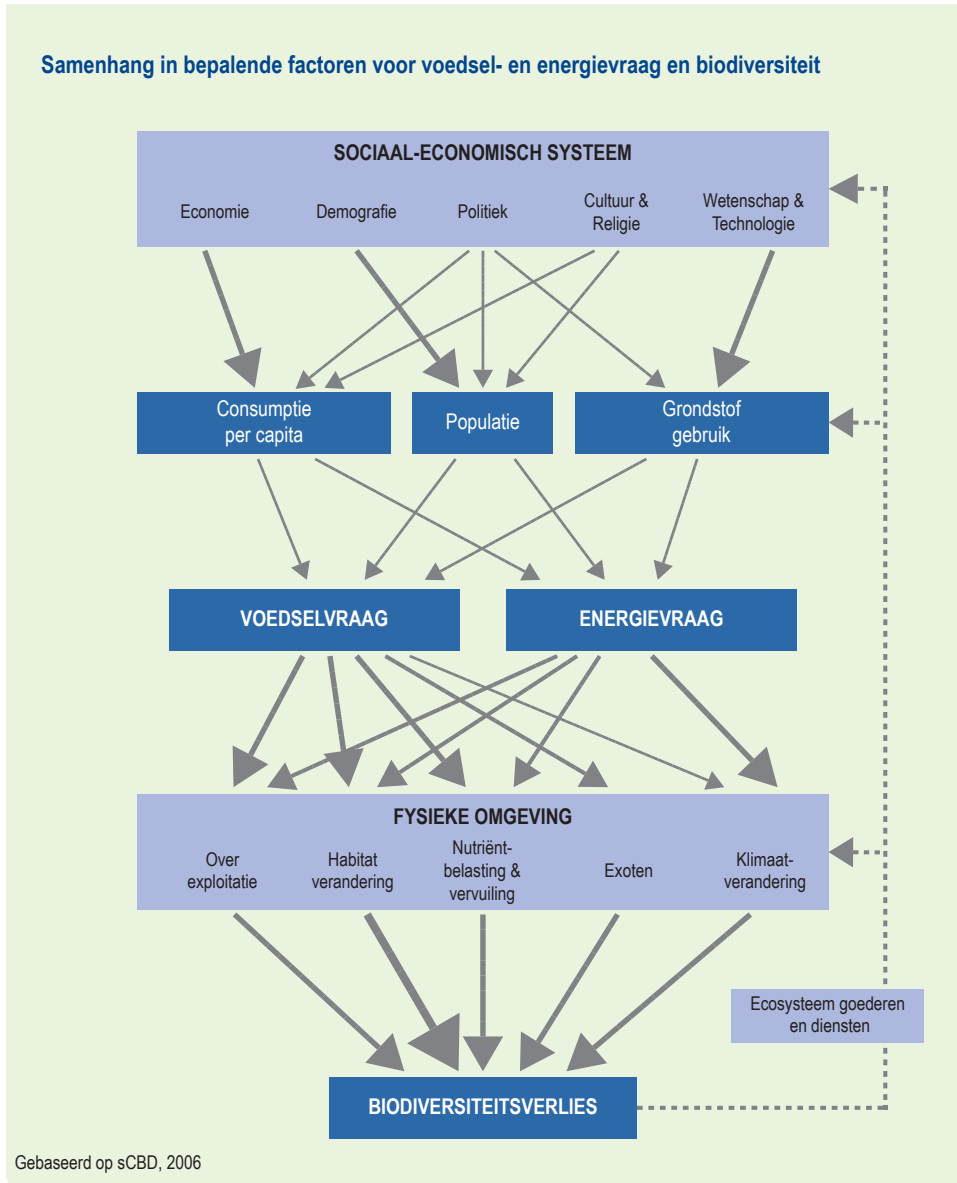 Samenhang in bepalende factoren voor voedsel- en energievraag en biodiversiteit
SOCIAAL-ECONOMISCH SYSTEEM
Economie
Demografie
Politiek
Cultuur &
Religie
Wetenschap &
Technologie
Consumptie
per capita
Populatie
Grondstof
gebruik
VOEDSELVRAAG
ENERGIEVRAAG
FYSIEKE OMGEVING
Over
exploitatie
Habitat
verandering
Nutriënt-
belasting &
vervuiling
Exoten
Klimaat-
verandering
Ecosysteem goederen
en diensten
BIODIVERSITEITSVERLIES
Gebaseerd op sCBD, 2006